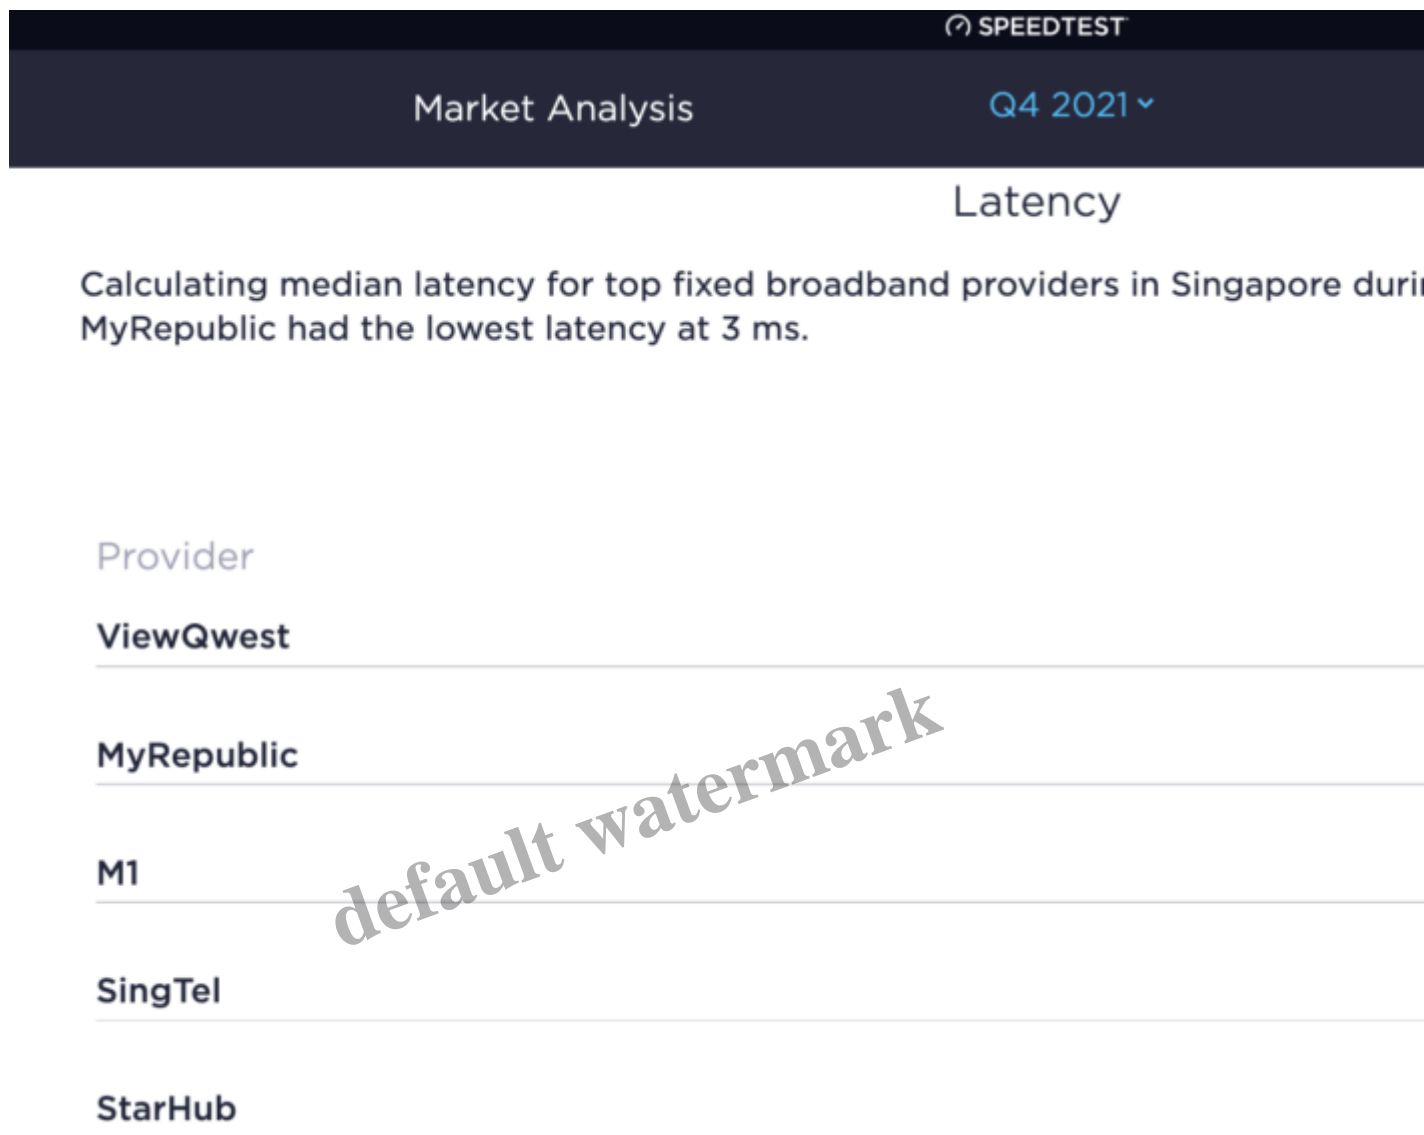 SPEEDTEST
Market Analysis
Q4 2021
Latency
Calculating median latency for top fixed broadband providers in Singapore
MyRepublic had the lowest latency at 3 ms.
Provider
ViewQwest
MyRepublic
M1
SingTel
StarHub
default watermark